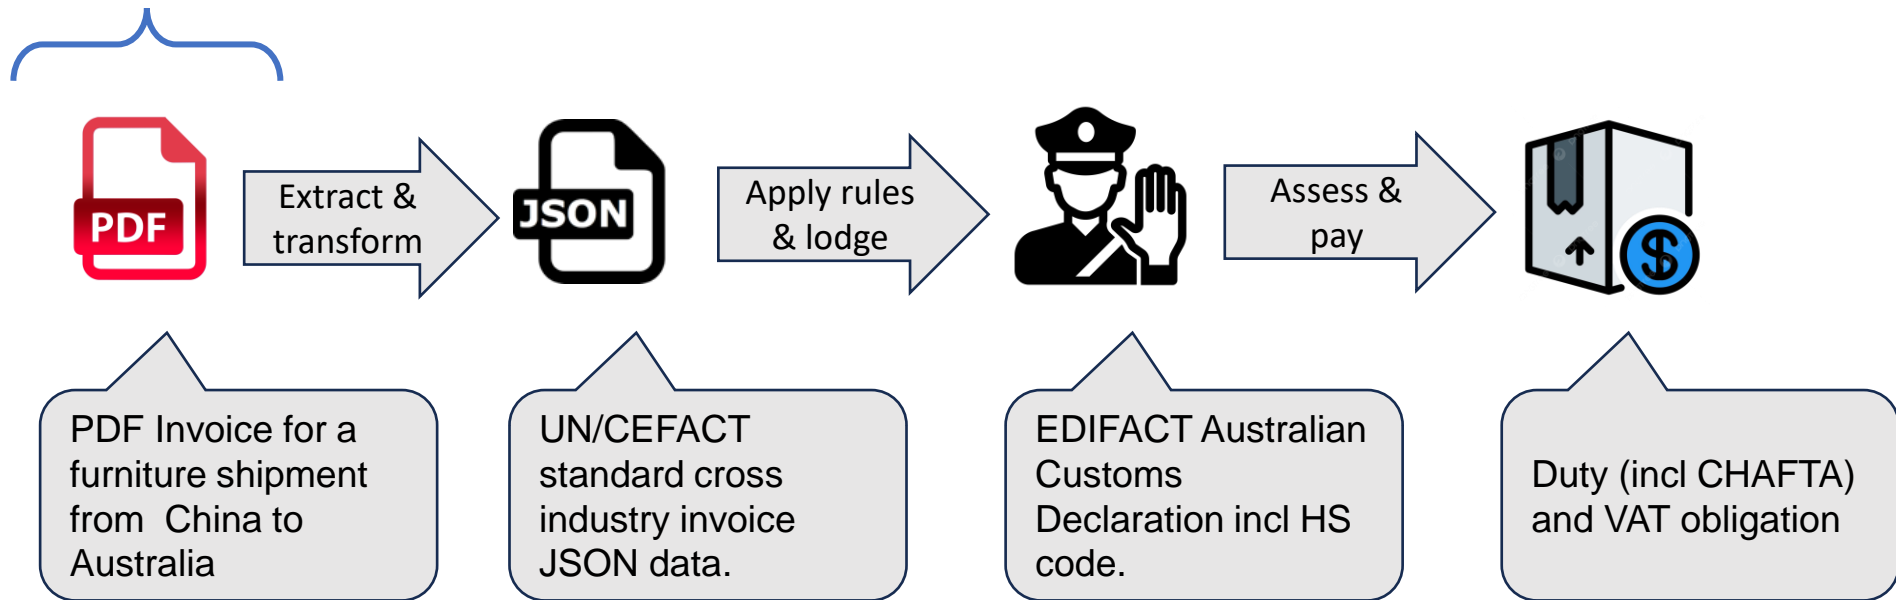 PDF
Extract &
transform
JSON
Apply rules
& lodge
Assess &
pay
$
PDF Invoice for a
furniture shipment
from  China to
Australia
UN/CEFACT
standard cross
industry invoice
JSON data.
EDIFACT Australian
Customs
Declaration incl HS
code.
Duty (incl CHAFTA)
and VAT obligation